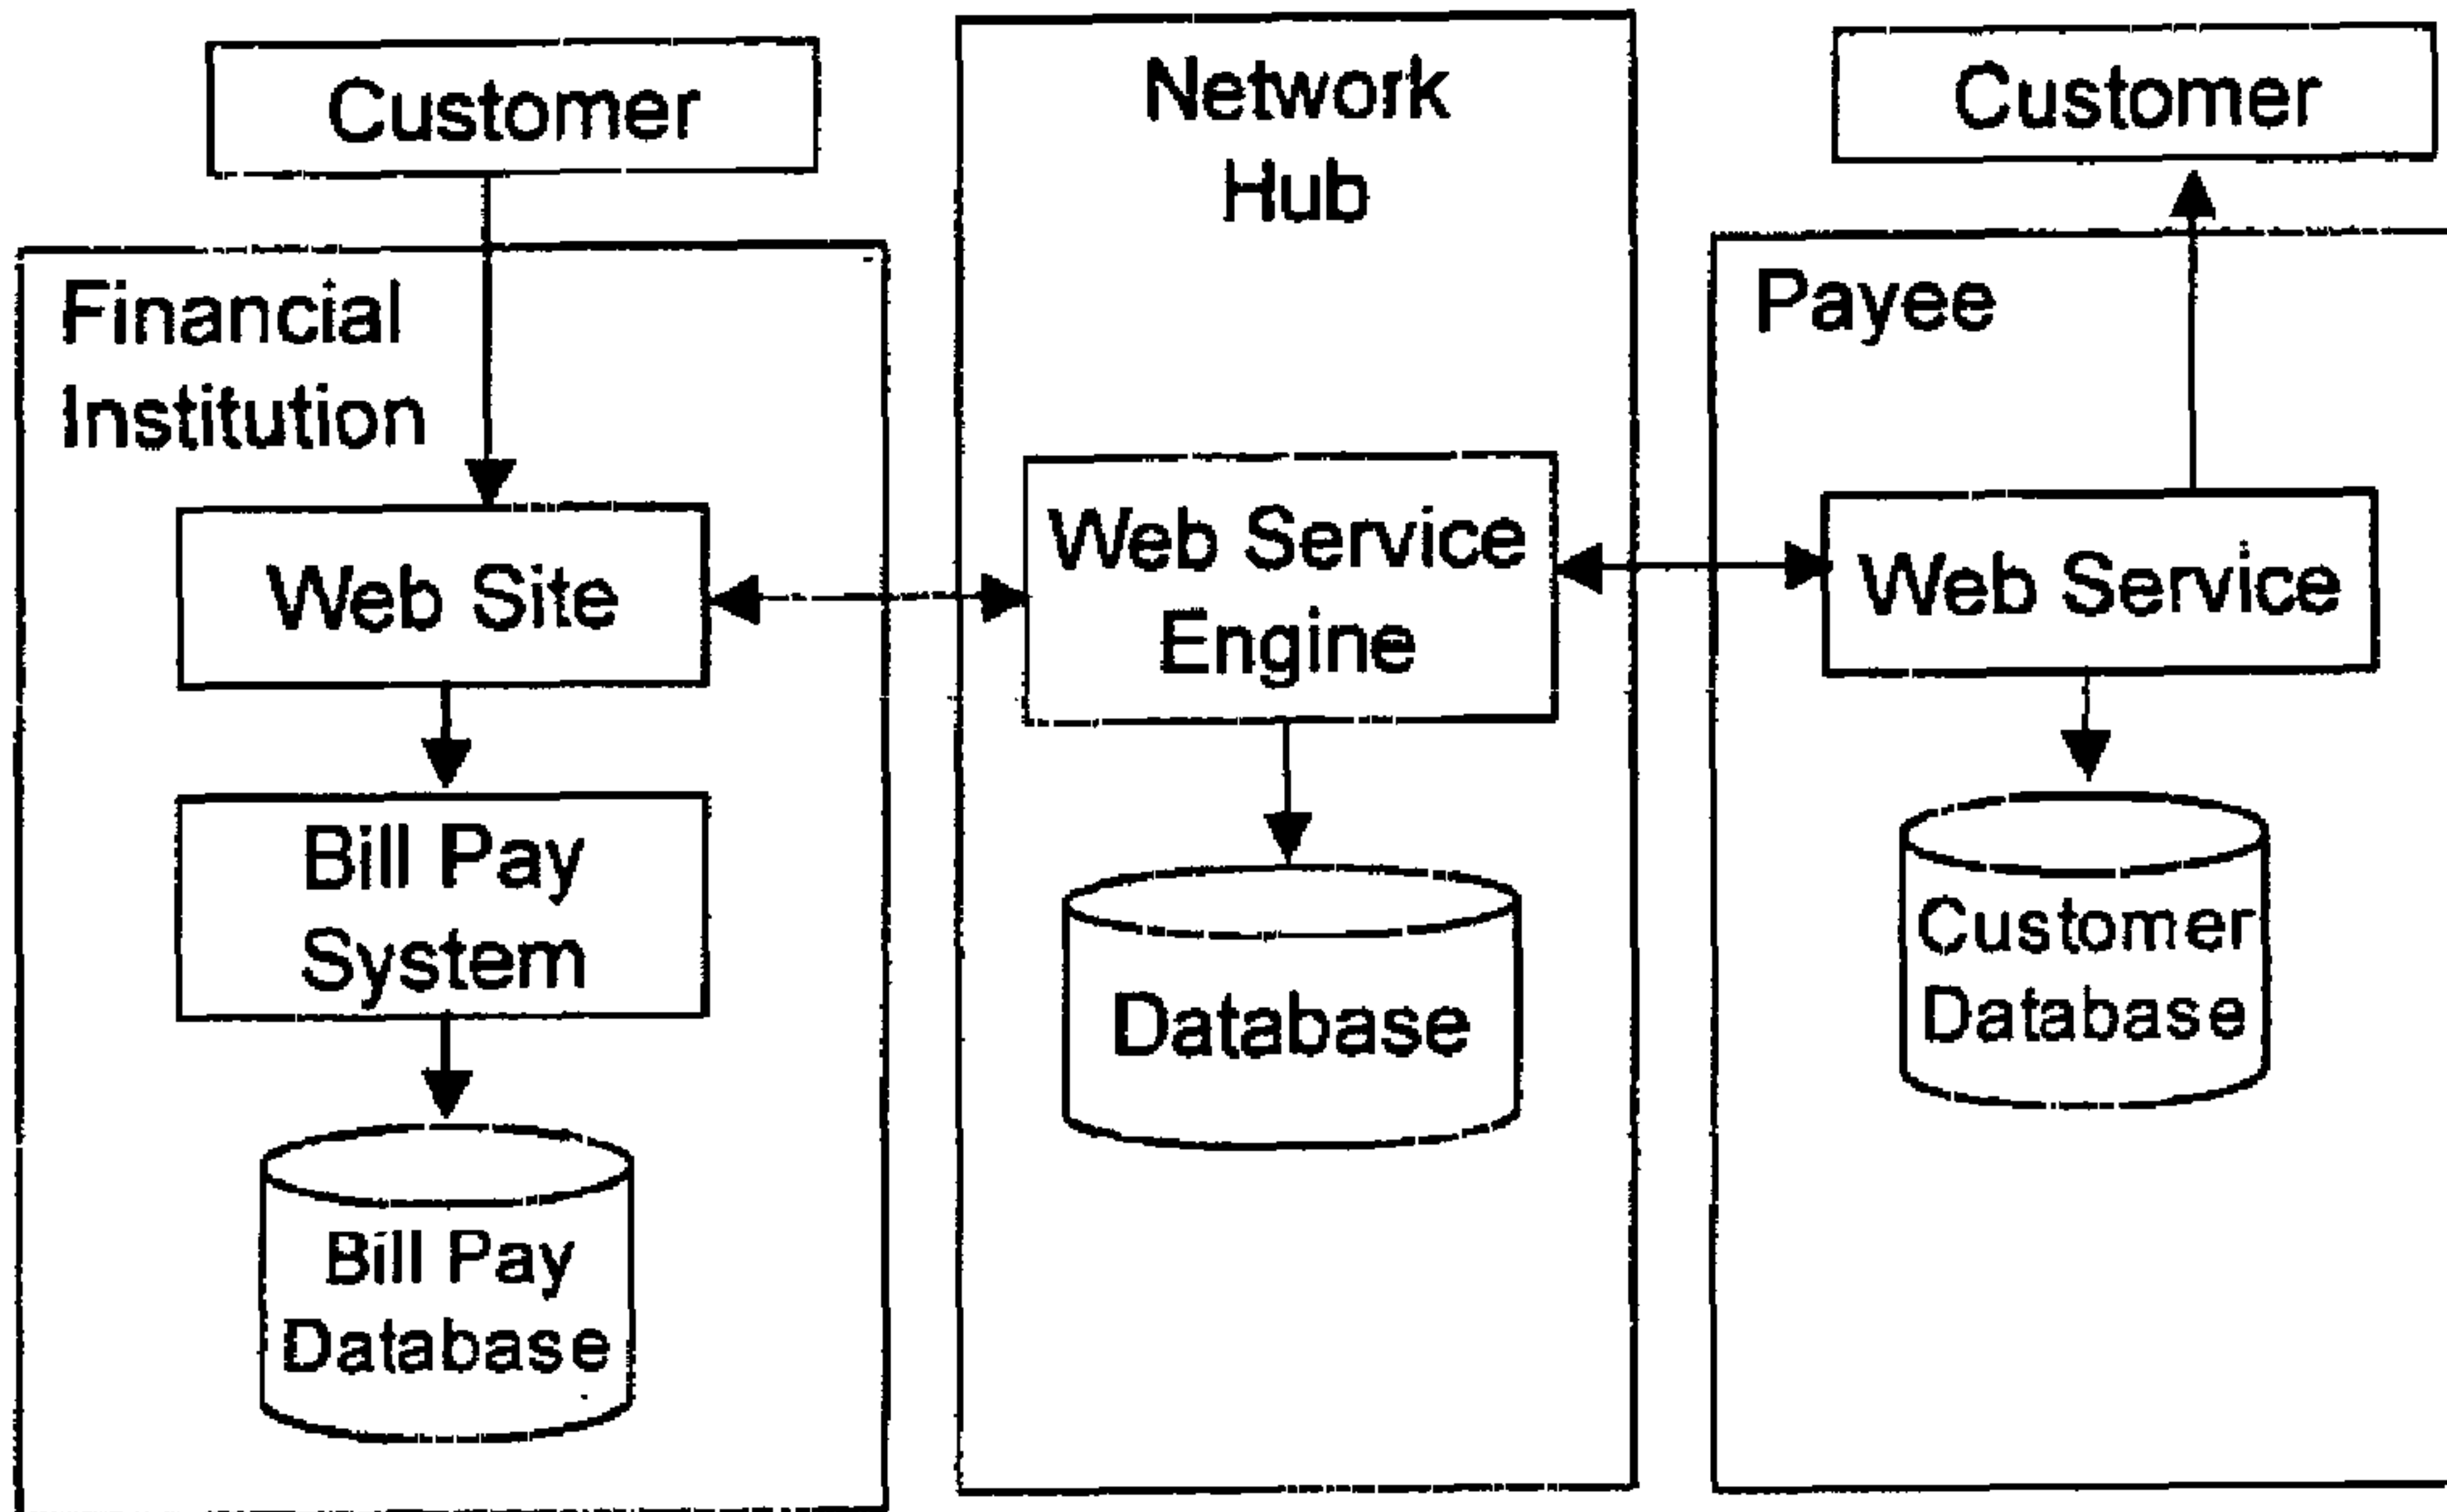 Customer
Financial
Institution
Web Site
Bill Pay
System
Bill Pay
Database
Network
Hub
Web Service
Engine
Database
Customer
Payee
Web Service
Customer
Database